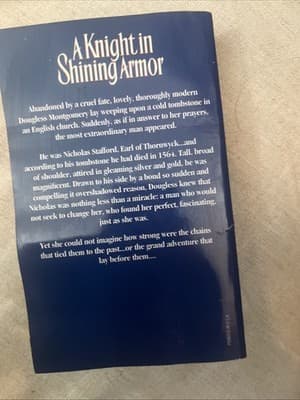 A Knight in
Shining Armor
Abandoned by a cruel fate, lovely, thoroughly modern
Dougless Montgomery lay weeping upon a cold tombstone in
an English church. Suddenly, as if in answer to her prayers,
the most extraordinary man appeared.
He was Nicholas Stafford, Earl of Thornwyck...and
according to his tombstone he had died in 1564. Tall, broad
of shoulder, attired in gleaming silver and gold, he was
magnificent. Drawn to his side by a bond so sudden and
compelling it overshadowed reason, Dougless knew that
Nicholas was nothing less than a miracle: a man who would
not seek to change her, who found her perfect, fascinating,
just as she was.
Yet she could not imagine how strong were the chains
that tied them to the past...or the grand adventure that
lay before them....